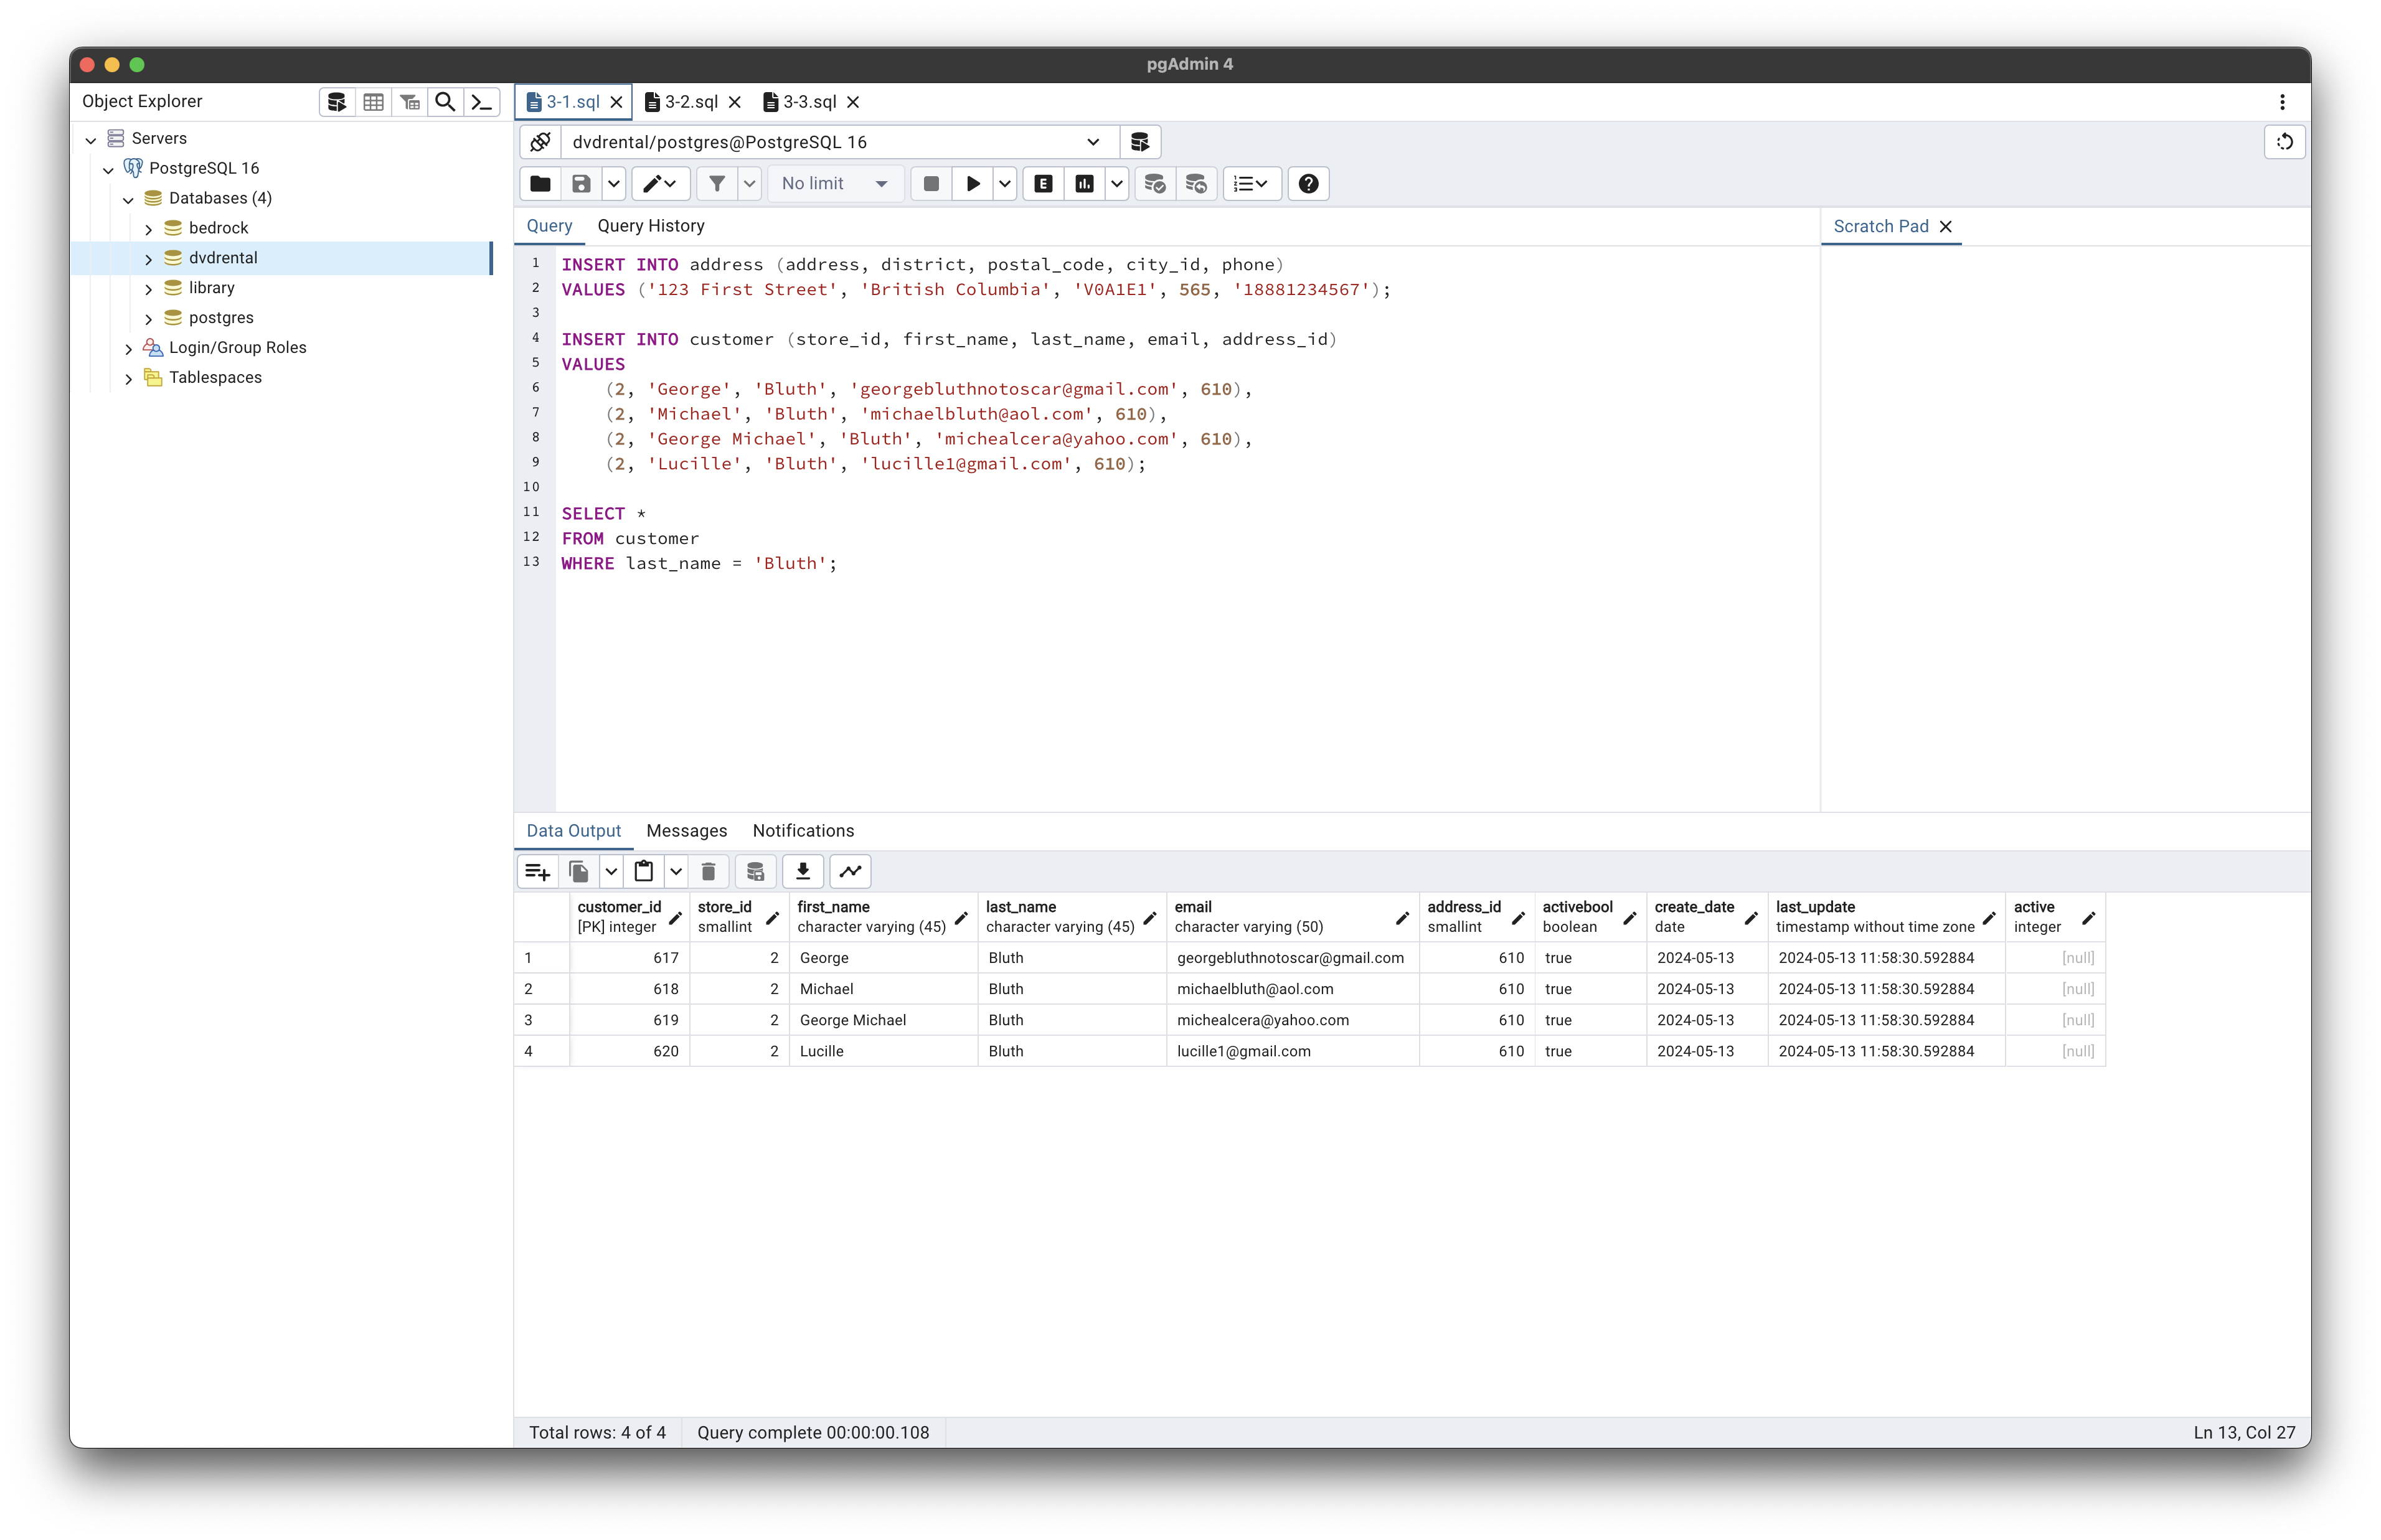 pgAdmin 4
Object Explorer
Servers
PostgreSQL 16
Databases (4)
bedrock
dvdrental
library
postgres
Login/Group Roles
Tablespaces
3-1.sql 3-2.sql 3-3.sql
dvdrental/postgres@PostgreSQL 16
No limit E
Query Query History
Scratch Pad
1 INSERT INTO address (address, district, postal_code, city_id, phone)
2 VALUES ('123 First Street', 'British Columbia', 'V0A1E1', 565, '18881234567');
3
4 INSERT INTO customer (store_id, first_name, last_name, email, address_id)
5 VALUES
6 (2, 'George', 'Bluth', 'georgebluthnotoscar@gmail.com', 610),
7 (2, 'Michael', 'Bluth', 'michaelbluth@aol.com', 610),
8 (2, 'George Michael', 'Bluth', 'michealcera@yahoo.com', 610),
9 (2, 'Lucille', 'Bluth', 'lucille1@gmail.com', 610);
10
11 SELECT *
12 FROM customer
13 WHERE last_name = 'Bluth';
Data Output Messages Notifications
customer_id store_id first_name last_name email address_id activebool create_date last_update active
[PK] integer smallint character varying (45) character varying (45) character varying (50) smallint boolean date timestamp without time zone integer
1 617 2 George Bluth georgebluthnotoscar@gmail.com 610 true 2024-05-13 2024-05-13 11:58:30.592884 [null]
2 618 2 Michael Bluth michaelbluth@aol.com 610 true 2024-05-13 2024-05-13 11:58:30.592884 [null]
3 619 2 George Michael Bluth michealcera@yahoo.com 610 true 2024-05-13 2024-05-13 11:58:30.592884 [null]
4 620 2 Lucille Bluth lucille1@gmail.com 610 true 2024-05-13 2024-05-13 11:58:30.592884 [null]
Total rows: 4 of 4 Query complete 00:00:00.108 Ln 13, Col 27